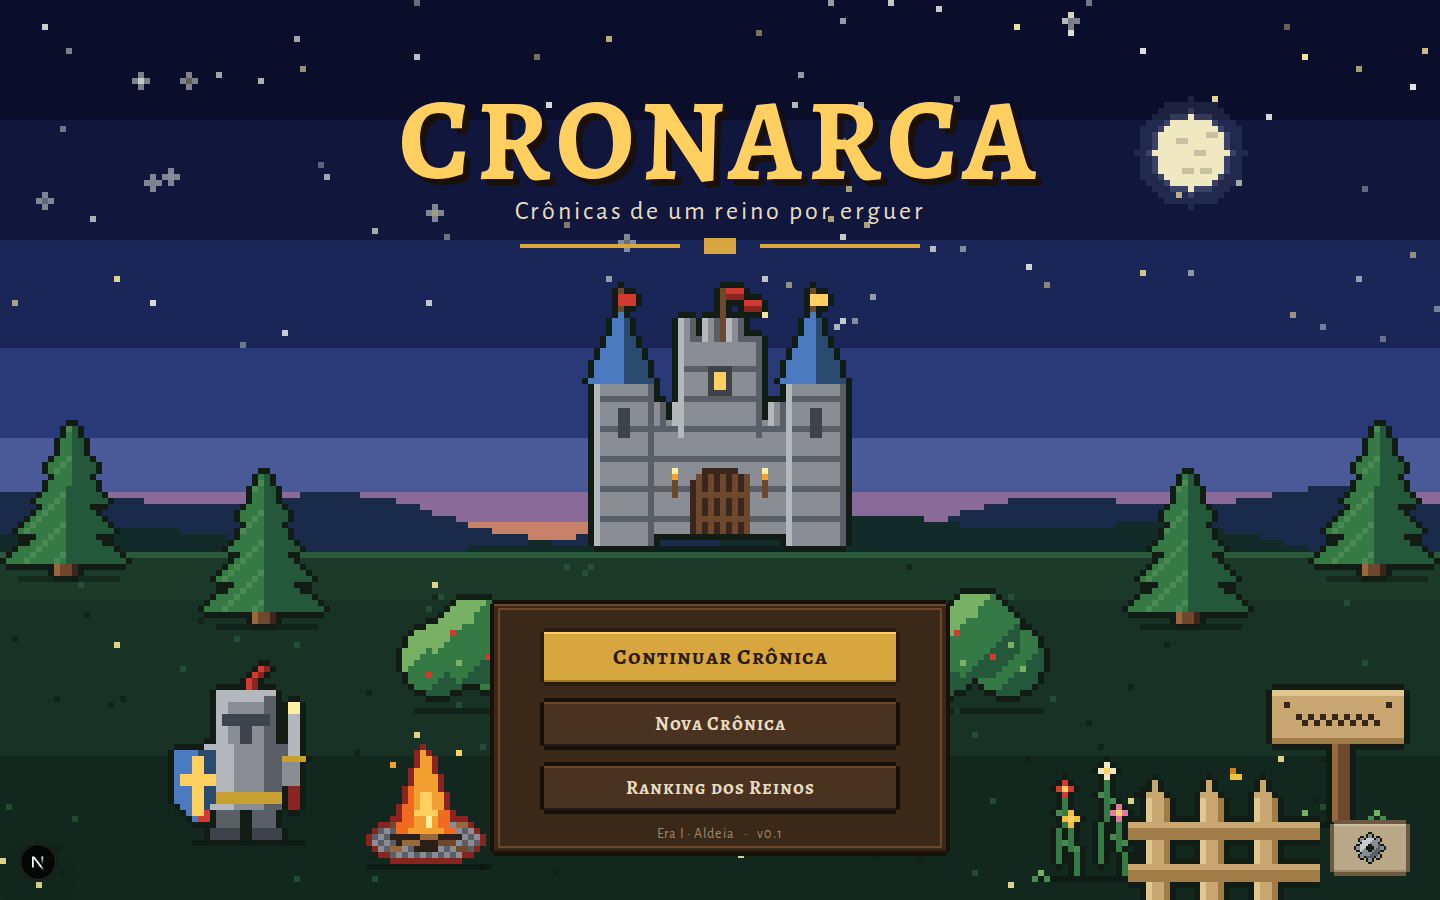 CRONARCA
Crônicas de um reino por erguer
Continuar Crônica
Nova Crônica
Ranking dos Reinos
Era I · Aldeia · v0.1
N